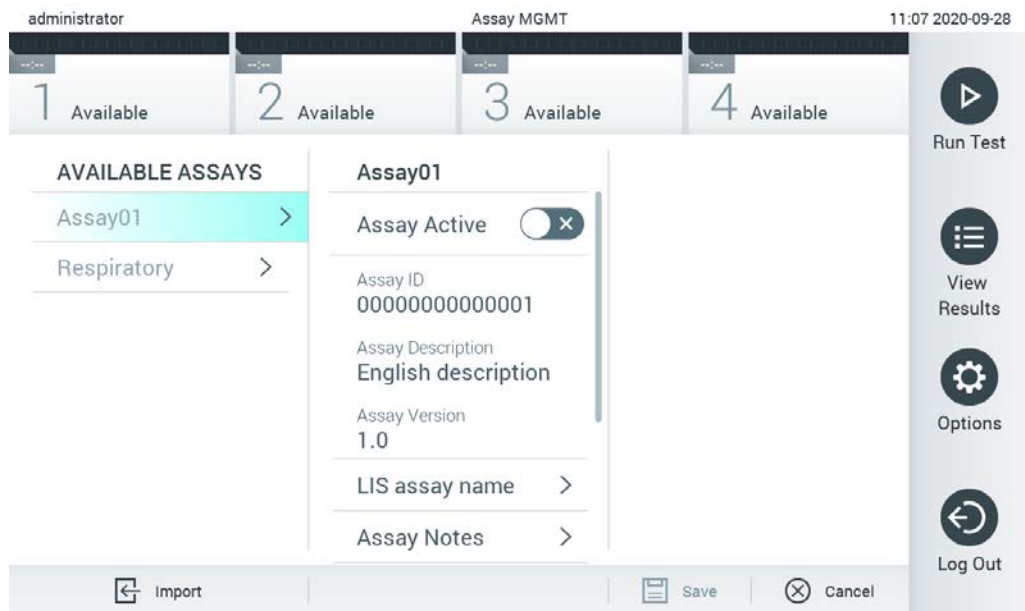 administrator
Assay MGMT
11:07 2020-09-28
--:--
1 Available
--:--
2 Available
--:--
3 Available
--:--
4 Available
AVAILABLE ASSAYS
Assay01
Respiratory
Assay01
Assay Active
Assay ID
00000000000001
Assay Description
English description
Assay Version
1.0
LIS assay name
Assay Notes
Import
Save
Cancel
Run Test
View
Results
Options
Log Out